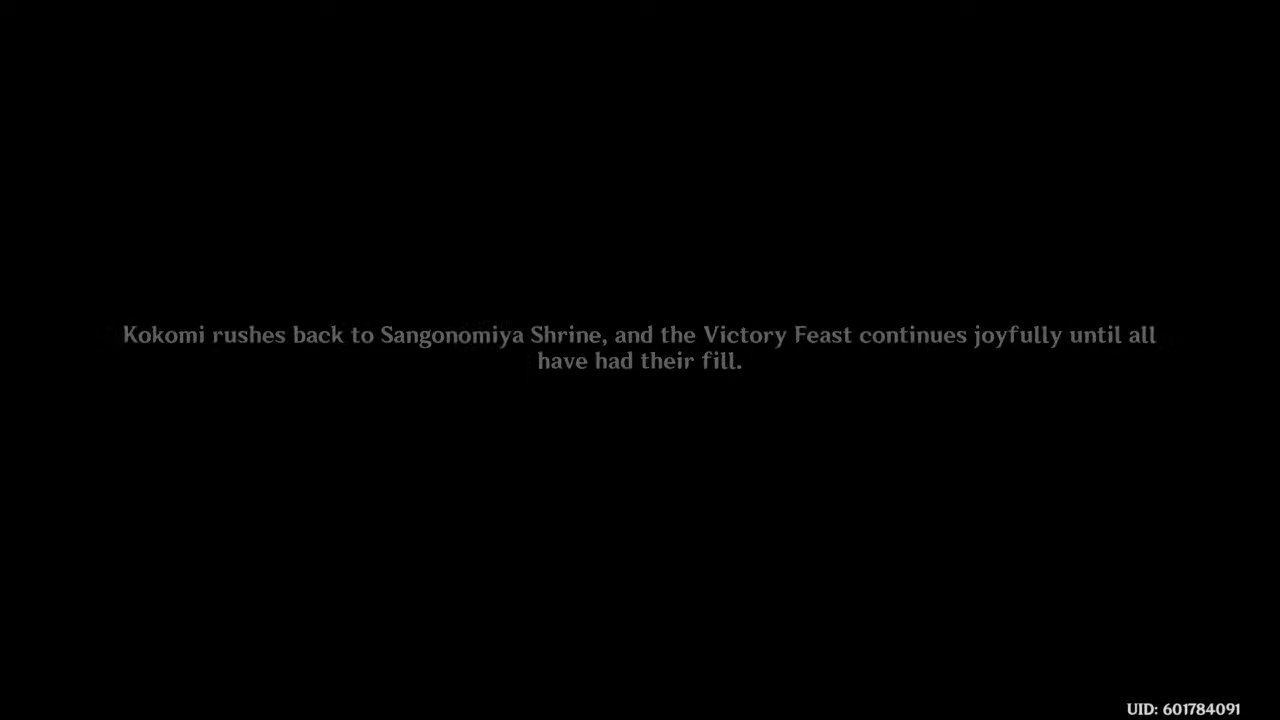 Kokomi rushes back to Sangonomiya Shrine, and the Victory Feast continues joyfully until all
have had their fill.
UID: 601784091